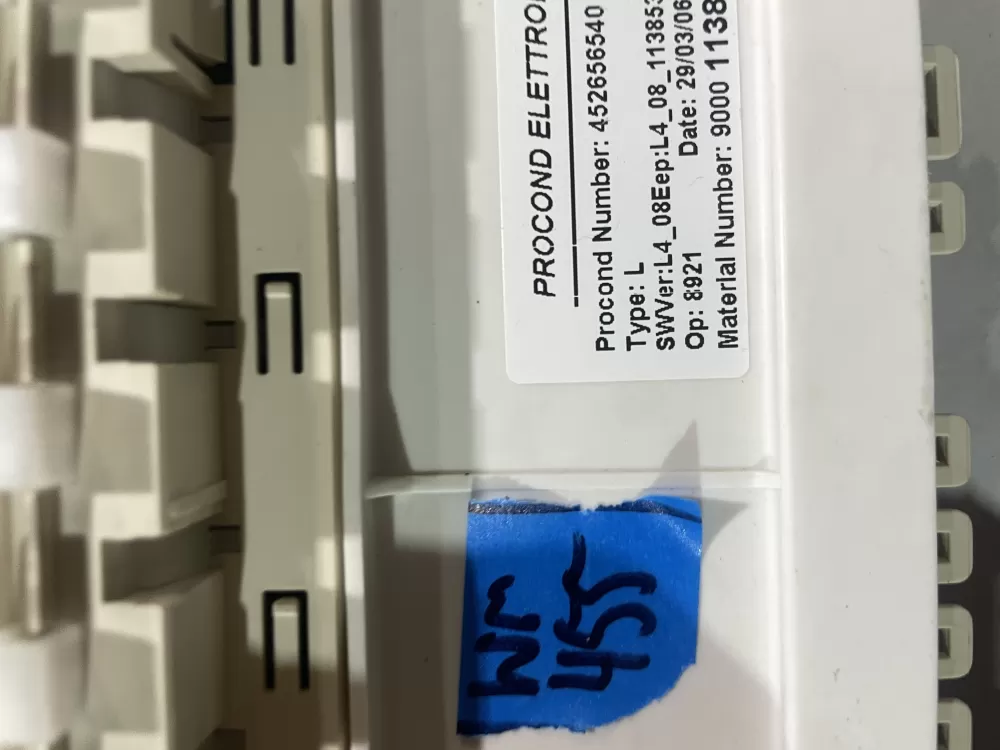 PROCOND ELETTRO
Procond Number: 452656540
Type: L
SWVer:L4_08Eep:L4_08_11385
Op: 8921 Date: 29/03/06
Material Number: 9000 1138
WM
455